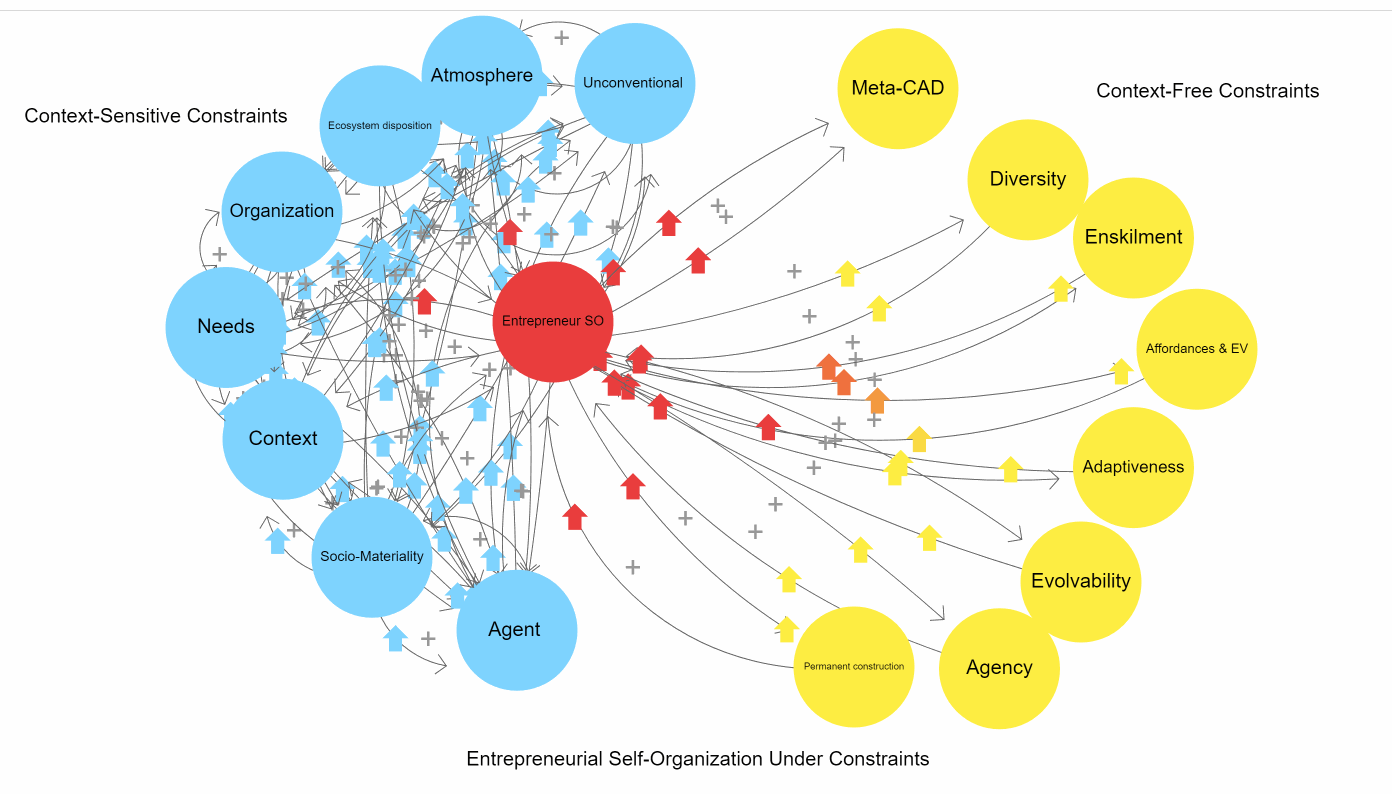 Atmosphere
Unconventional
Meta-CAD
Context-Free Constraints
Context-Sensitive Constraints
Ecosystem disposition
Diversity
Organization
Enskilment
Needs
Entrepreneur SO
Affordances & EV
Context
Adaptiveness
Socio-Materiality
Evolvability
Agent
Permanent construction
Agency
Entrepreneurial Self-Organization Under Constraints